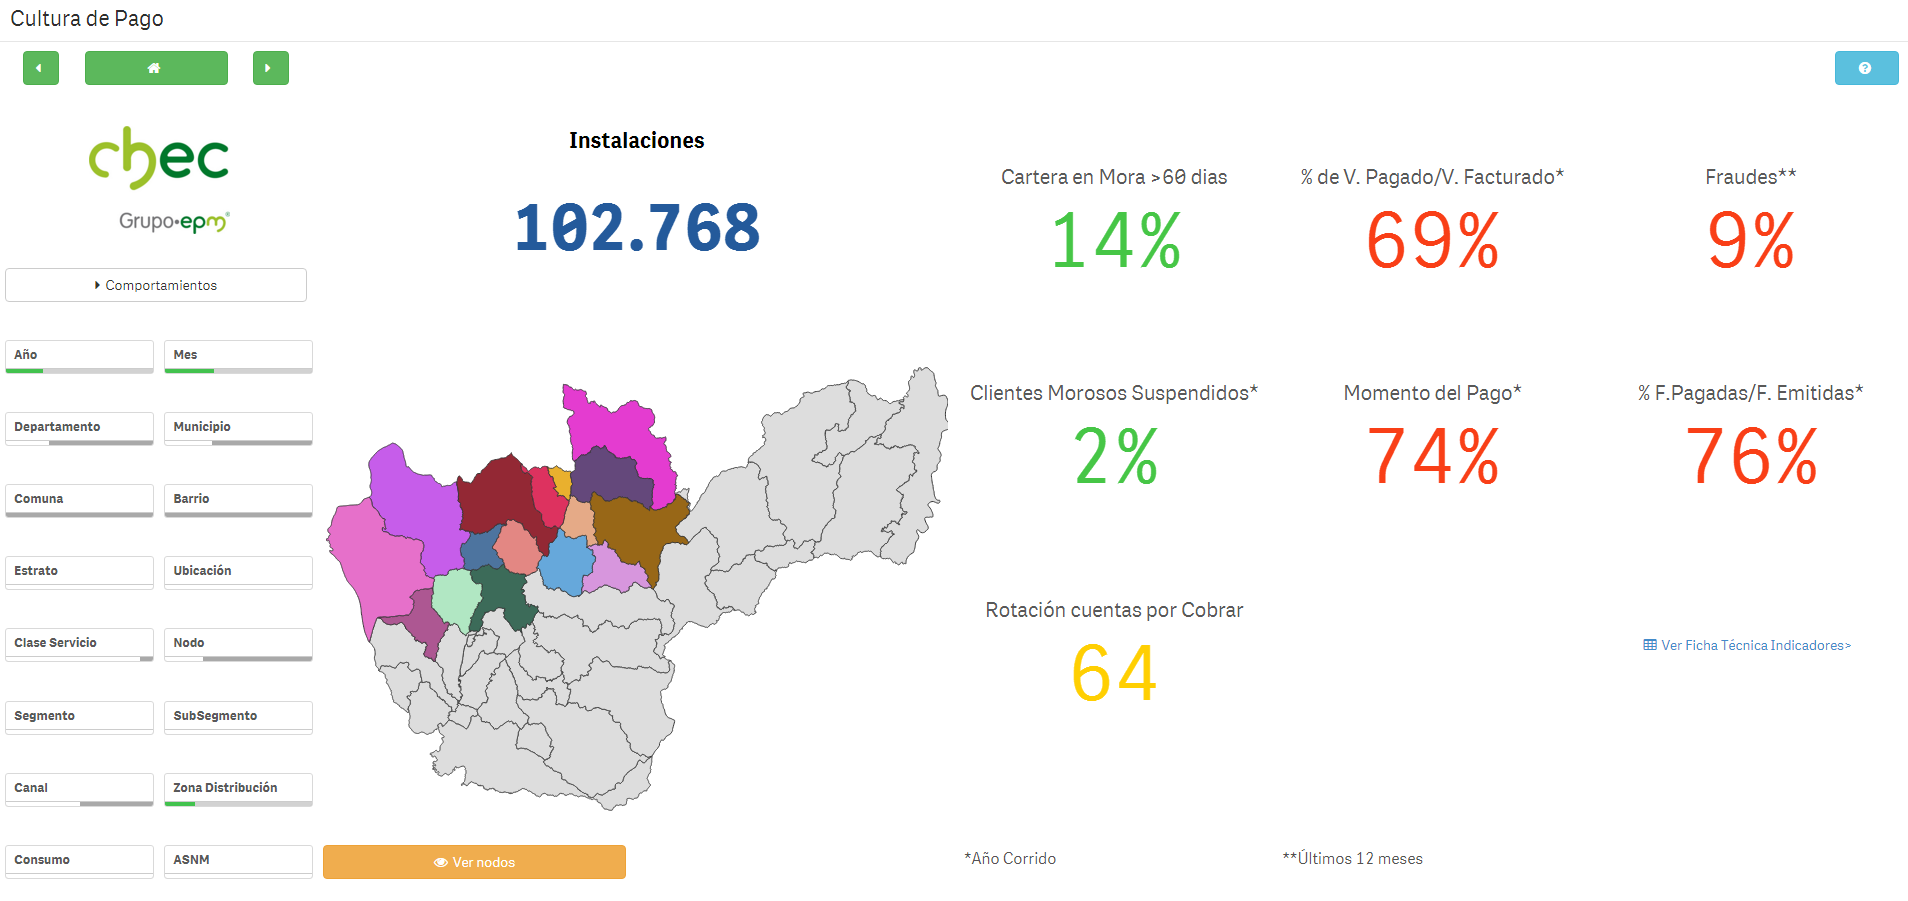 Cultura de Pago
chec
Grupo•epm®
Comportamientos
Año
Mes
Departamento
Municipio
Comuna
Barrio
Estrato
Ubicación
Clase Servicio
Nodo
Segmento
SubSegmento
Canal
Zona Distribución
Consumo
ASNM
Instalaciones
102.768
Ver nodos
Cartera en Mora >60 dias
14%
% de V. Pagado/V. Facturado*
69%
Fraudes**
9%
Clientes Morosos Suspendidos*
2%
Momento del Pago*
74%
% F.Pagadas/F. Emitidas*
76%
Rotación cuentas por Cobrar
64
Ver Ficha Técnica Indicadores>
*Año Corrido
**Últimos 12 meses